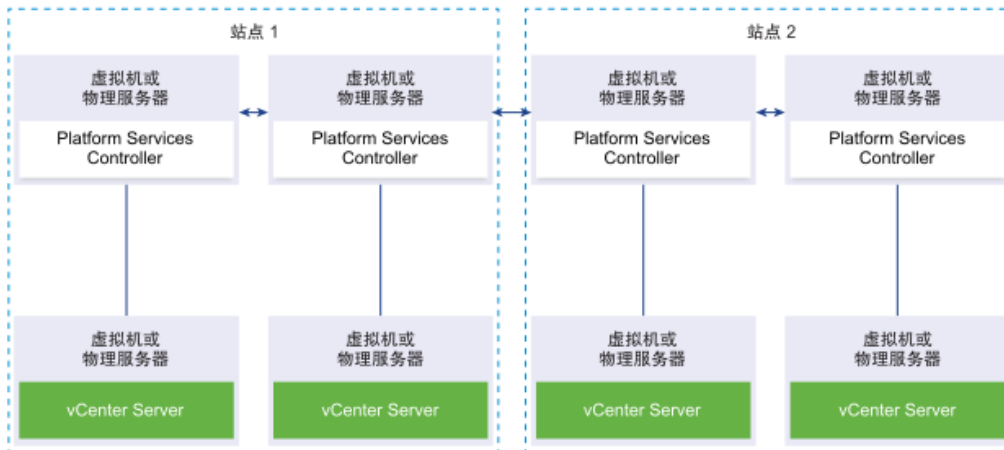 站点 1
站点 2
虚拟机或
物理服务器
Platform Services
Controller
虚拟机或
物理服务器
Platform Services
Controller
虚拟机或
物理服务器
Platform Services
Controller
虚拟机或
物理服务器
Platform Services
Controller
虚拟机或
物理服务器
vCenter Server
虚拟机或
物理服务器
vCenter Server
虚拟机或
物理服务器
vCenter Server
虚拟机或
物理服务器
vCenter Server